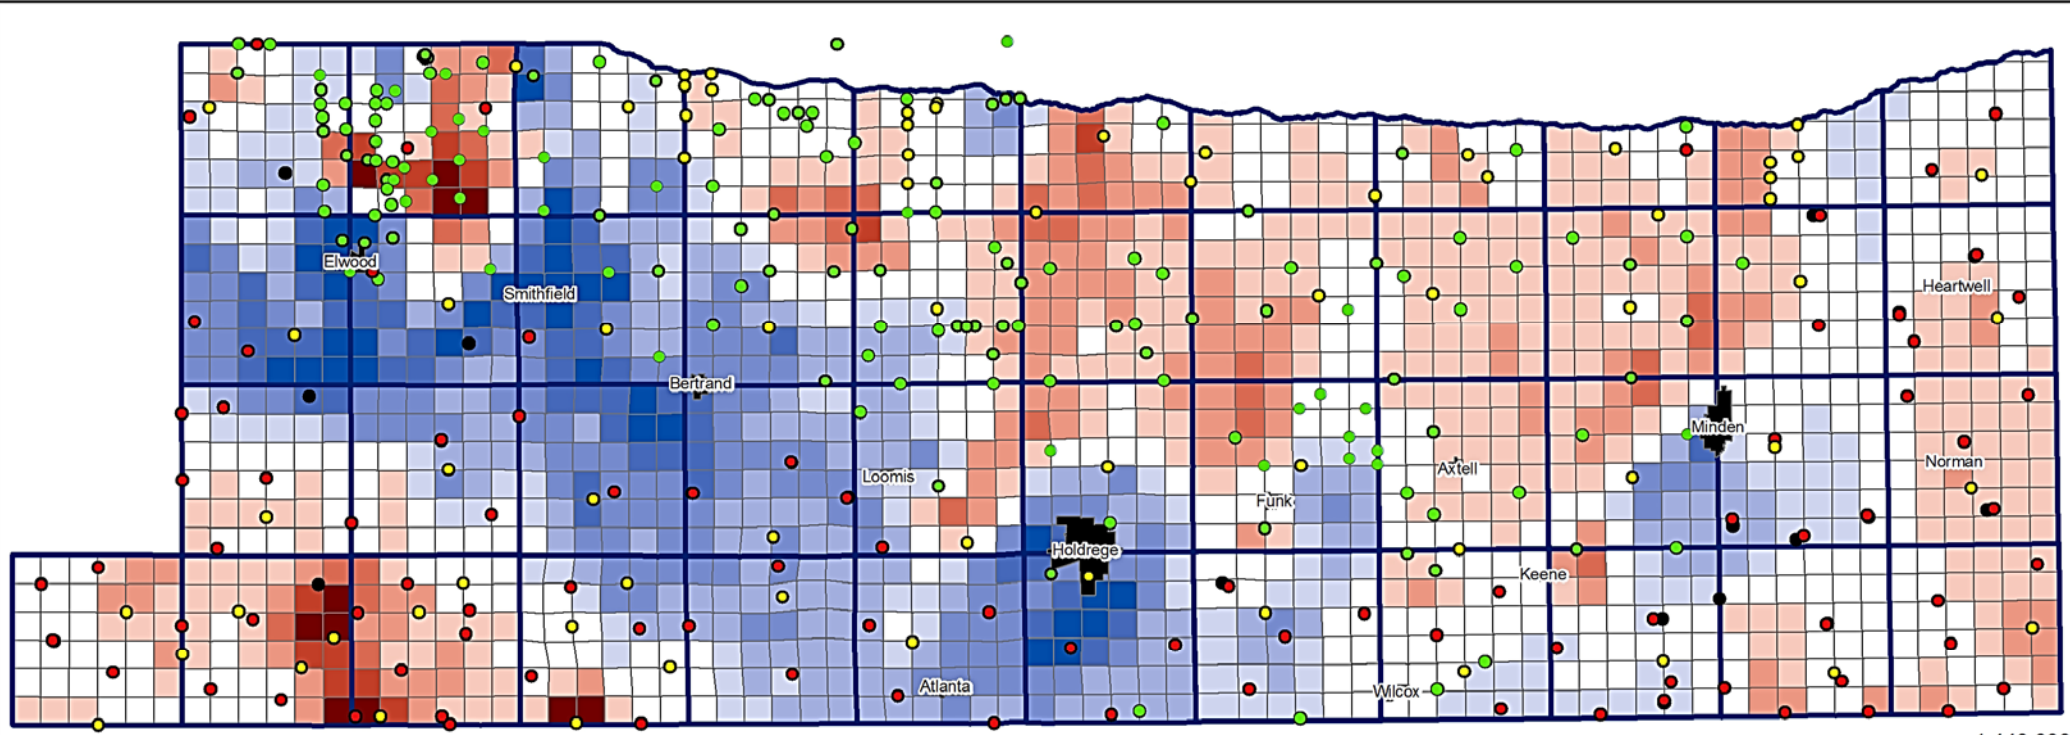 Elwood
Smithfield
Heartwell
Bertrand
Minden
Loomis
Axtell
Norman
Funk
Holdrege
Keene
Atlanta
Wilcox